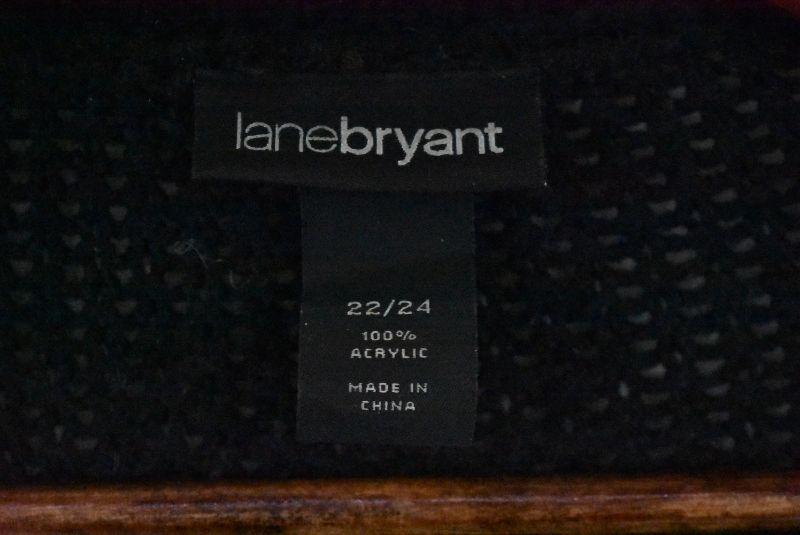 lanebryant
22/24
100%
ACRYLIC
MADE IN
CHINA